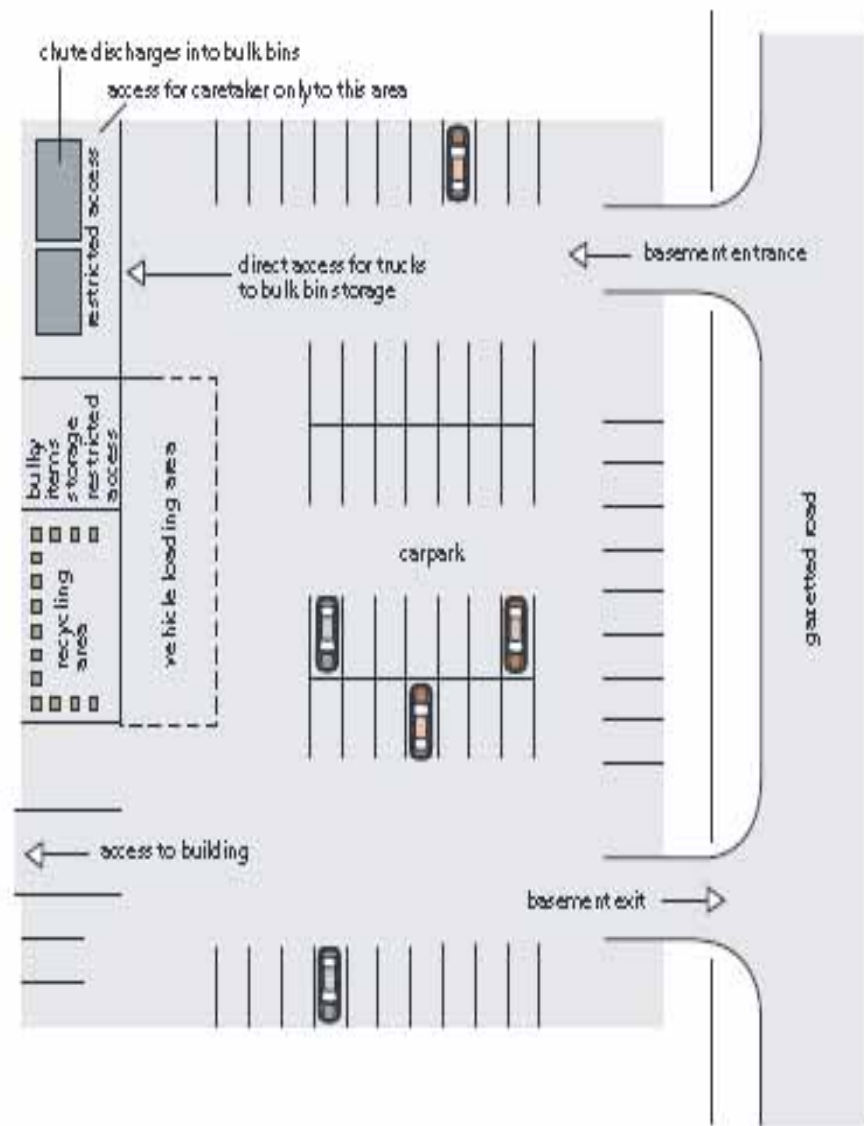 chute discharges into bulk bins
access for caretaker only to this area
restricted access
direct access for trucks
to bulk bin storage
basement entrance
bulky
items
storage
restricted
access
vehicle loading area
carpark
gazetted road
recycling
area
access to building
basement exit